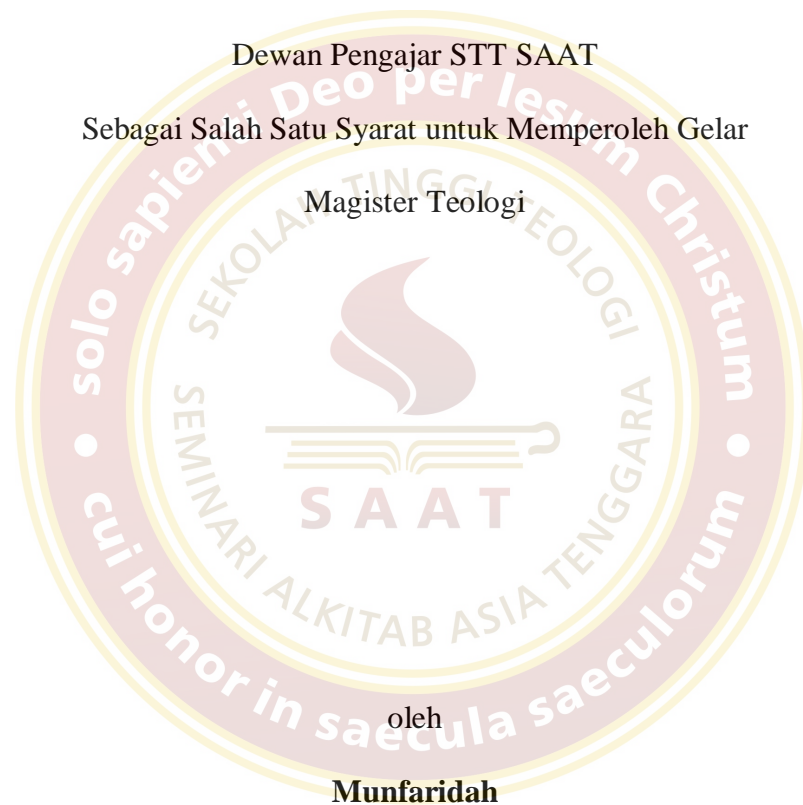 Dewan Pengajar STT SAAT
Sebagai Salah Satu Syarat untuk Memperoleh Gelar
Magister Teologi
solo sapienti Deo per Iesum Christum
SEKOLAH TINGGI TEOLOGI
SEMINARI ALKITAB ASIA TENGGARA
SAAT
cui honor in saecula saeculorum
oleh
Munfaridah